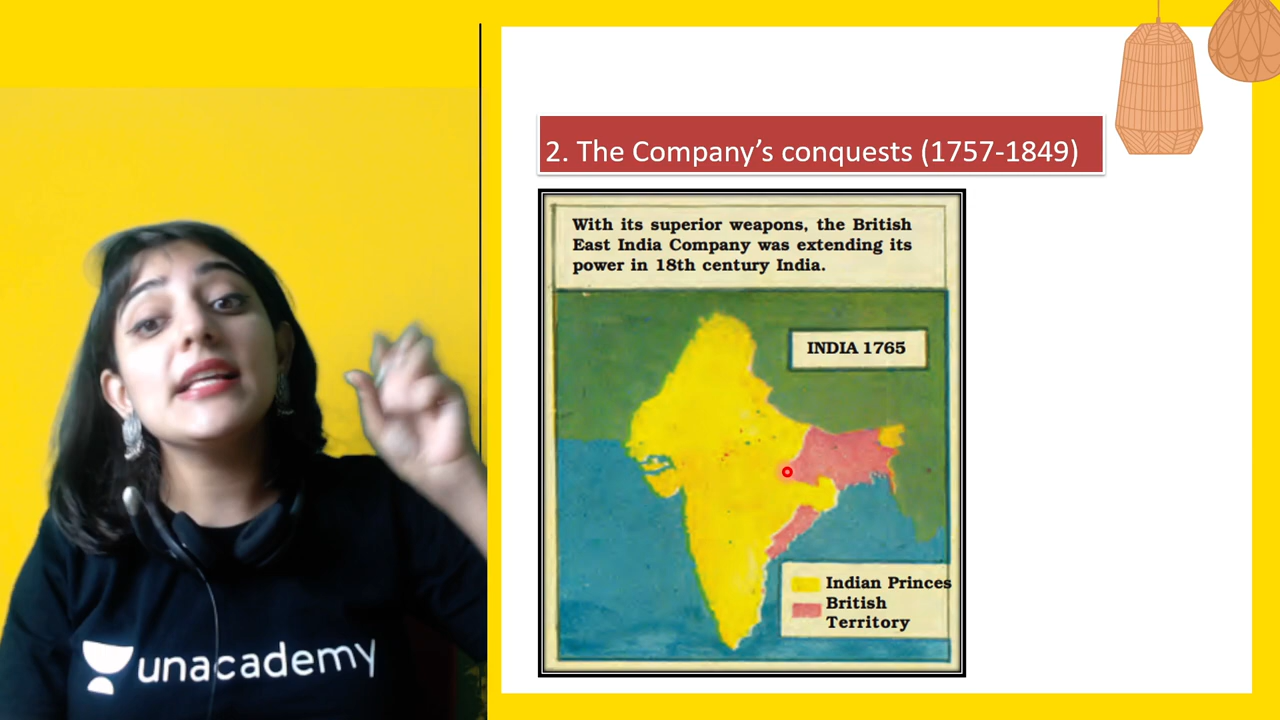 2. The Company’s conquests (1757-1849)
With its superior weapons, the British
East India Company was extending its
power in 18th century India.
INDIA 1765
Indian Princes
British
Territory
unacademy